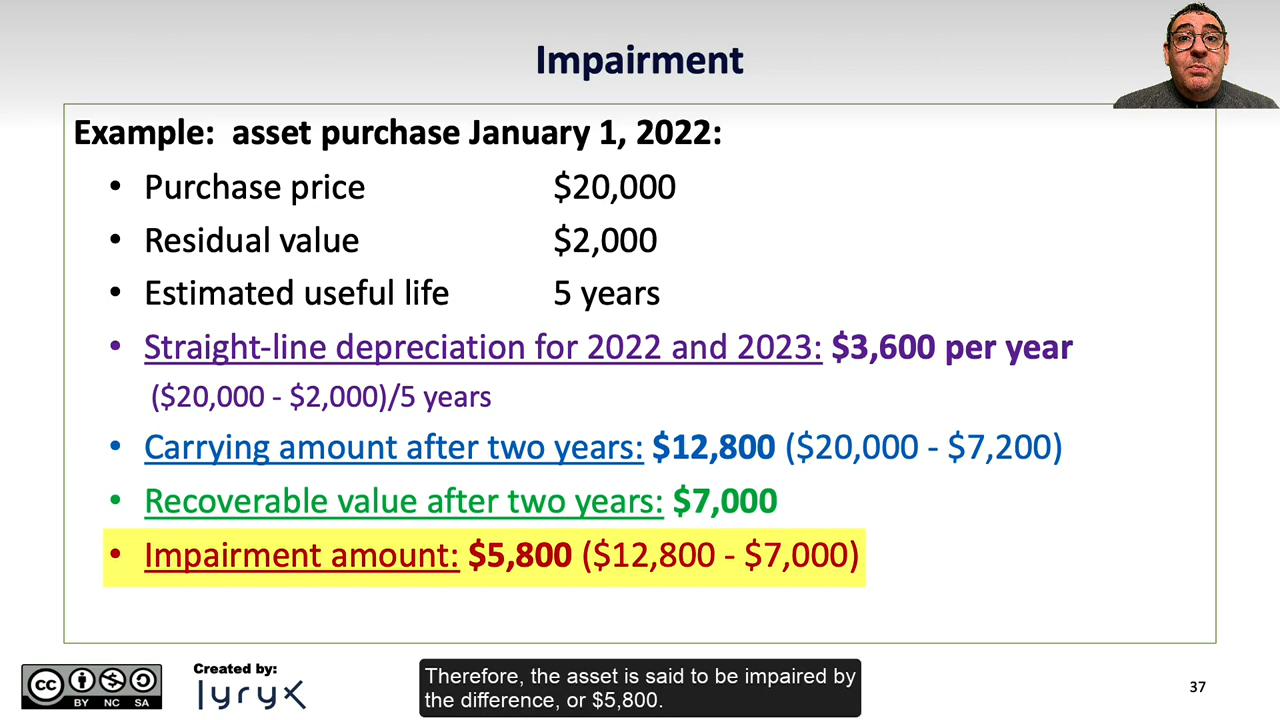 Impairment
Example: asset purchase January 1, 2022:
• Purchase price $20,000
• Residual value $2,000
• Estimated useful life 5 years
• Straight-line depreciation for 2022 and 2023: $3,600 per year
($20,000 - $2,000)/5 years
• Carrying amount after two years: $12,800 ($20,000 - $7,200)
• Recoverable value after two years: $7,000
• Impairment amount: $5,800 ($12,800 - $7,000)
cc BY NC SA
Created by:
lyryx
Therefore, the asset is said to be impaired by
the difference, or $5,800.
37